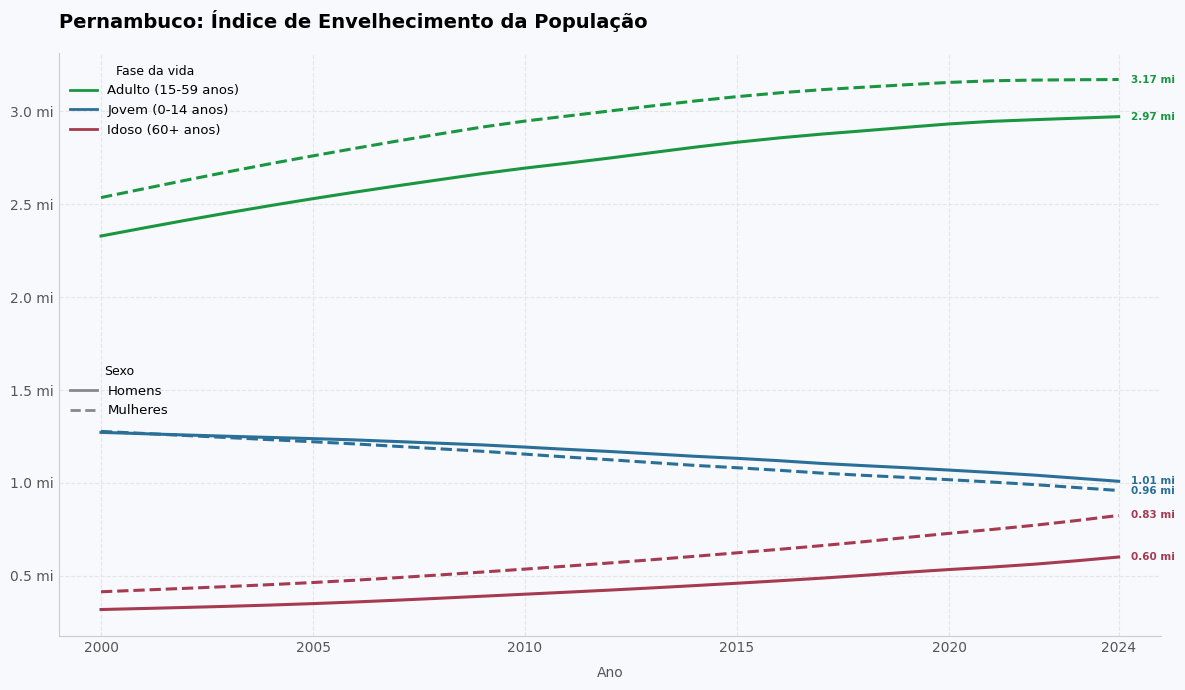 Pernambuco: Índice de Envelhecimento da População
Fase da vida
Adulto (15-59 anos)
Jovem (0-14 anos)
Idoso (60+ anos)
Sexo
Homens
Mulheres
3.0 mi
2.5 mi
2.0 mi
1.5 mi
1.0 mi
0.5 mi
3.17 mi
2.97 mi
1.01 mi
0.96 mi
0.83 mi
0.60 mi
2000 2005 2010 2015 2020 2024
Ano